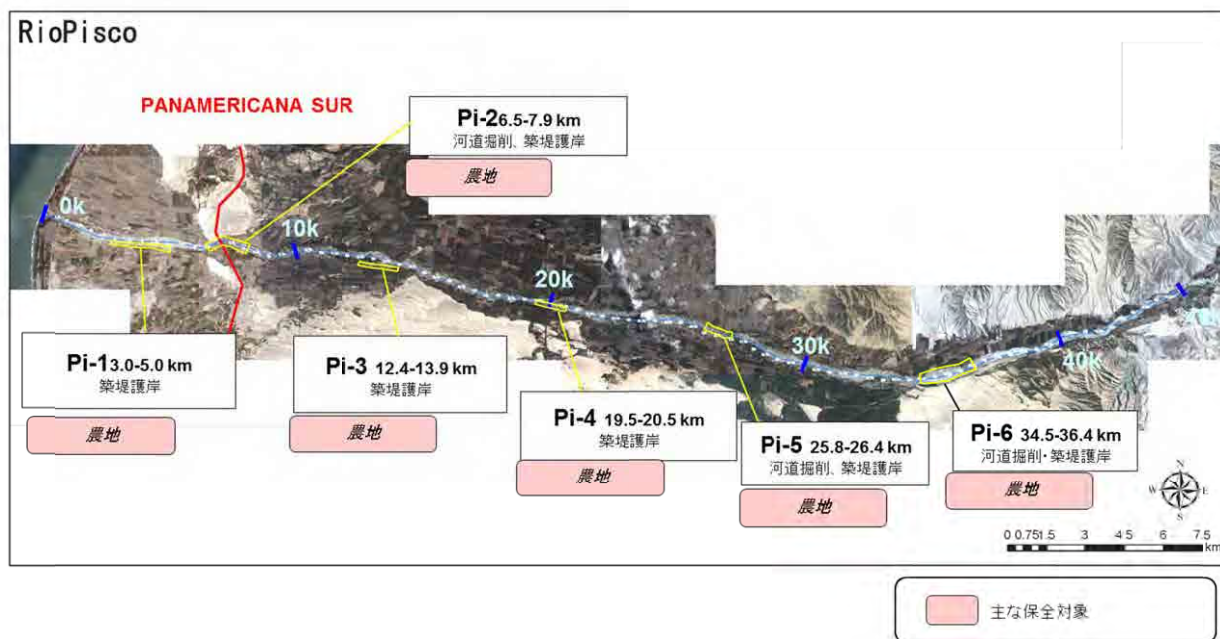 RioPisco
PANAMERICANA SUR
Pi-2 6.5-7.9 km
河道掘削、築堤護岸
農地
0k
10k
20k
30k
40k
Pi-1 3.0-5.0 km
築堤護岸
農地
Pi-3 12.4-13.9 km
築堤護岸
農地
Pi-4 19.5-20.5 km
築堤護岸
農地
Pi-5 25.8-26.4 km
河道掘削、築堤護岸
農地
Pi-6 34.5-36.4 km
河道掘削・築堤護岸
農地
N
W E
S
0 0.75 1.5 3 4 5 6 7.5
km
主な保全対象